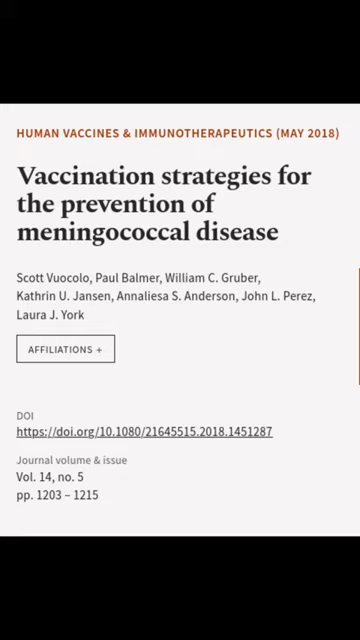 HUMAN VACCINES & IMMUNOTHERAPEUTICS (MAY 2018)
Vaccination strategies for
the prevention of
meningococcal disease
Scott Vuocolo, Paul Balmer, William C. Gruber,
Kathrin U. Jansen, Annaliesa S. Anderson, John L. Perez,
Laura J. York
AFFILIATIONS +
DOI
https://doi.org/10.1080/21645515.2018.1451287
Journal volume & issue
Vol. 14, no. 5
pp. 1203 – 1215